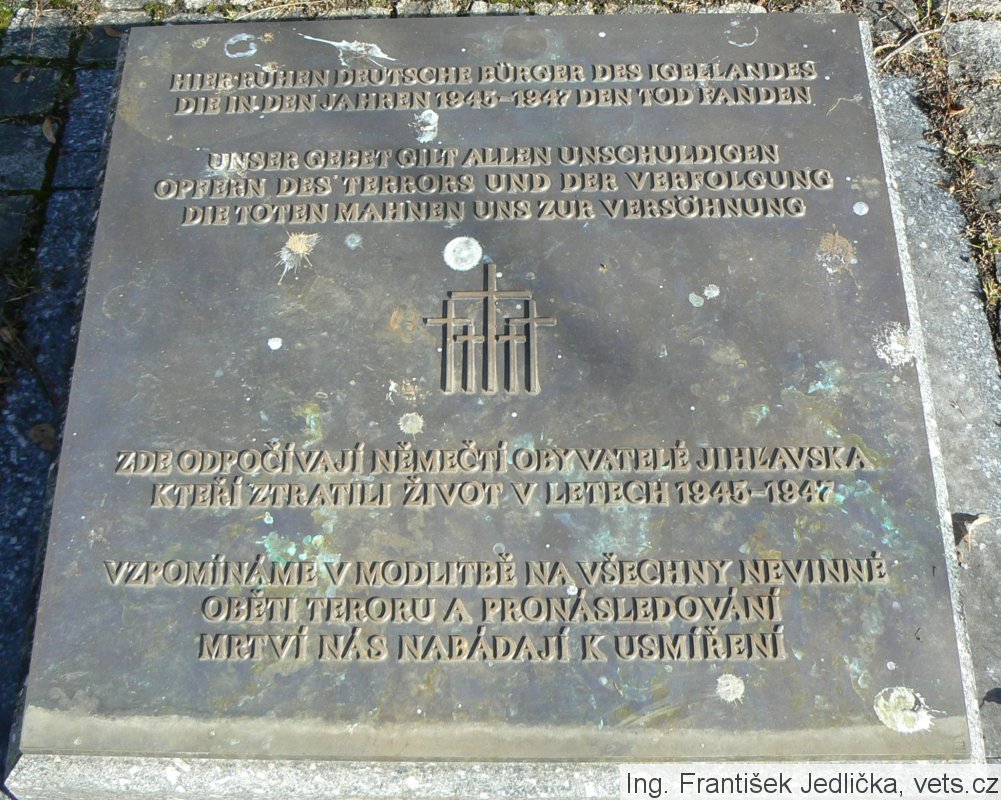 HIER RUHEN DEUTSCHE BÜRGER DES IGELLANDES
DIE IN DEN JAHREN 1945-1947 DEN TOD FANDEN
UNSER GEBET GILT ALLEN UNSCHULDIGEN
OPFERN DES TERRORS UND DER VERFOLGUNG
DIE TOTEN MAHNEN UNS ZUR VERSÖHNUNG
ZDE ODPOČÍVAJÍ NĚMEČTÍ OBYVATELÉ JIHLAVSKA
KTEŘÍ ZTRATILI ŽIVOT V LETECH 1945-1947
VZPOMÍNÁME V MODLITBĚ NA VŠECHNY NEVINNÉ
OBĚTI TERORU A PRONÁSLEDOVÁNÍ
MRTVÍ NÁS NABÁDAJÍ K USMÍŘENÍ
Ing. František Jedlička, vets.cz